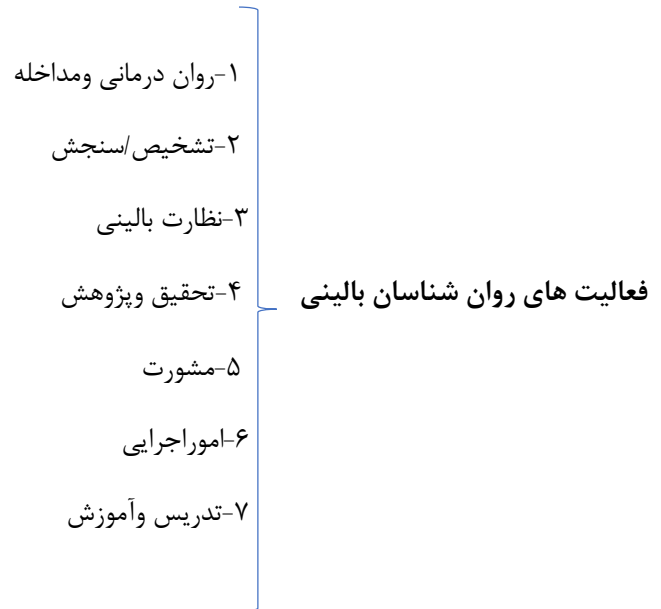 فعالیت های روان شناسان بالینی
۱-روان درمانی ومداخله
۲-تشخیص/سنجش
۳-نظارت بالینی
۴-تحقیق وپژوهش
۵-مشورت
۶-اموراجرایی
۷-تدریس وآموزش